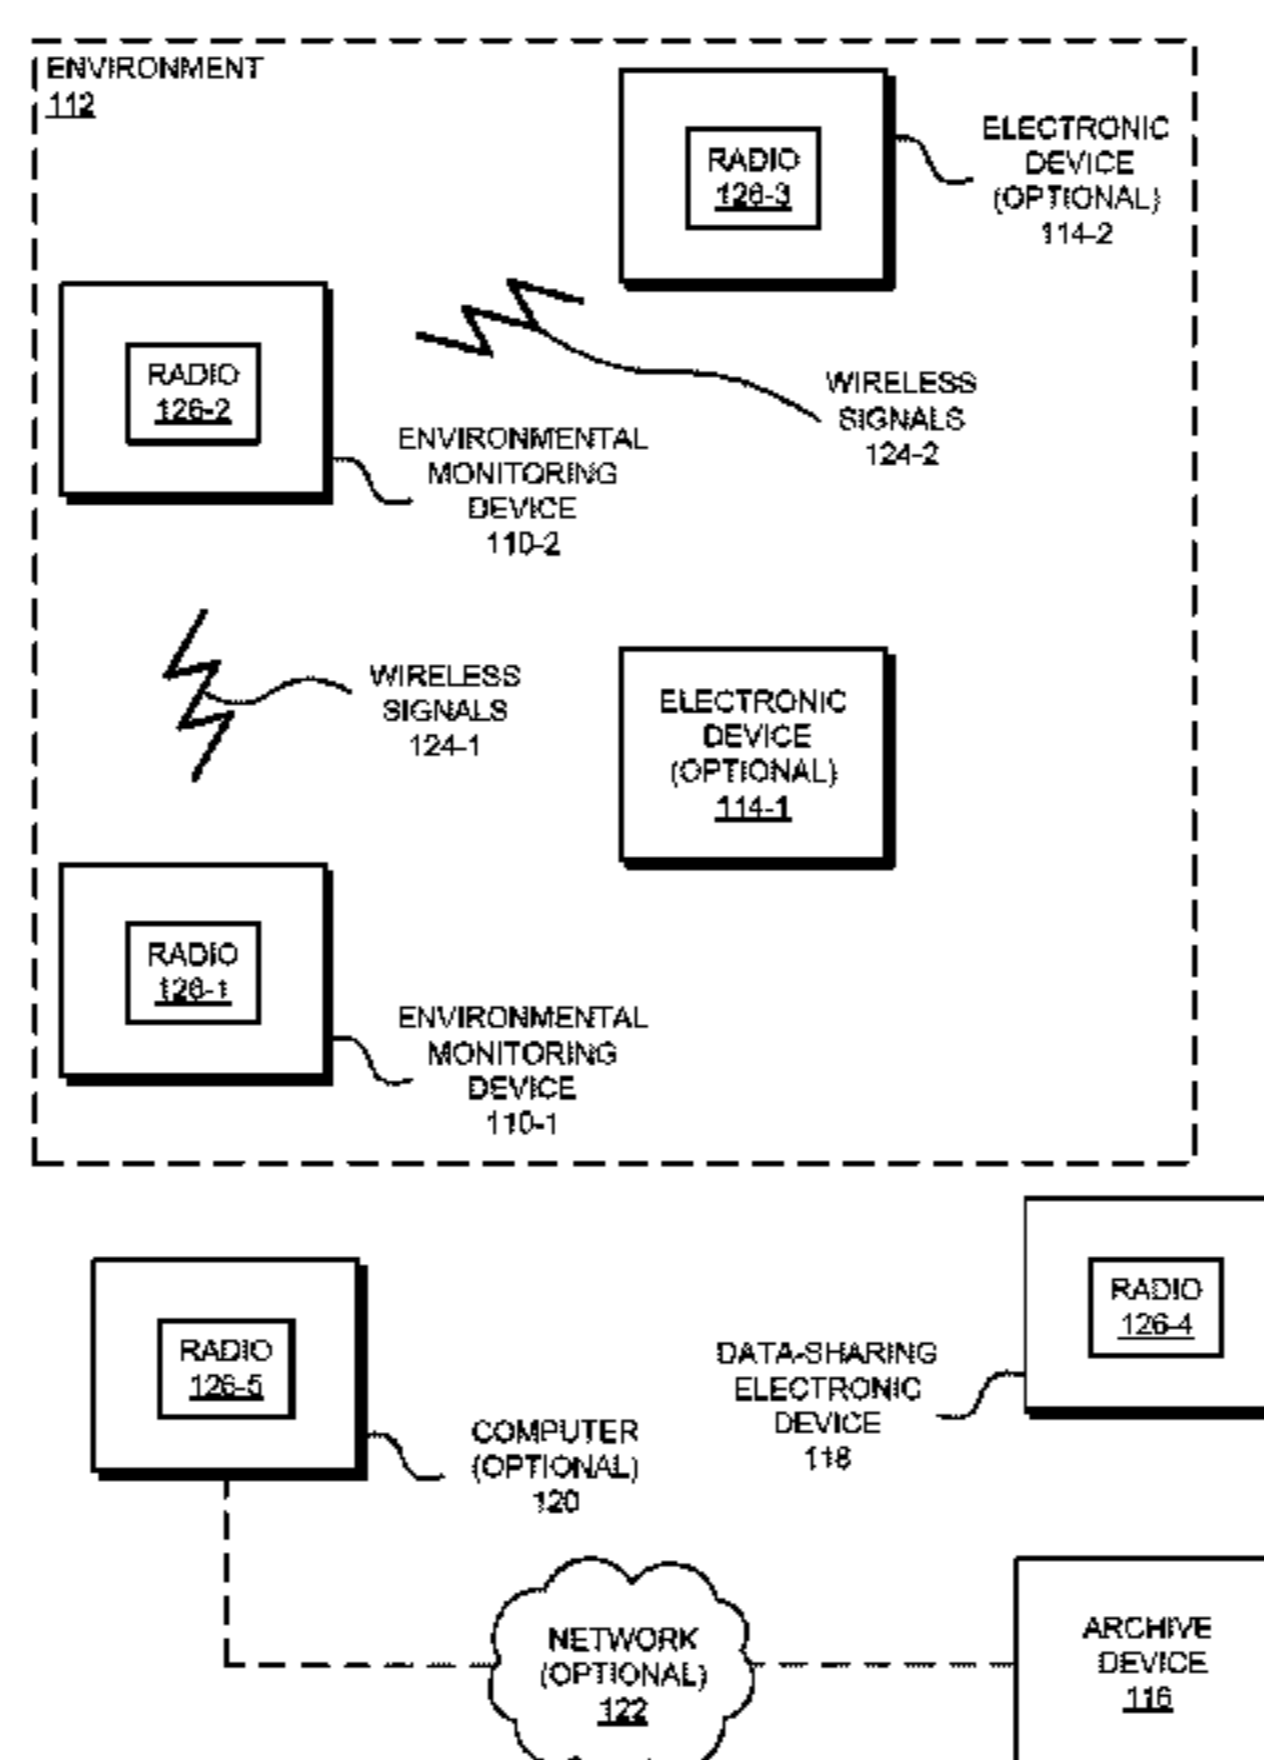 ENVIRONMENT
112
RADIO
126-3
ELECTRONIC
DEVICE
(OPTIONAL)
114-2
RADIO
126-2
WIRELESS
SIGNALS
124-2
ENVIRONMENTAL
MONITORING
DEVICE
110-2
WIRELESS
SIGNALS
124-1
ELECTRONIC
DEVICE
(OPTIONAL)
114-1
RADIO
126-1
ENVIRONMENTAL
MONITORING
DEVICE
110-1
RADIO
126-4
RADIO
126-5
DATA-SHARING
ELECTRONIC
DEVICE
118
COMPUTER
(OPTIONAL)
120
NETWORK
(OPTIONAL)
122
ARCHIVE
DEVICE
116